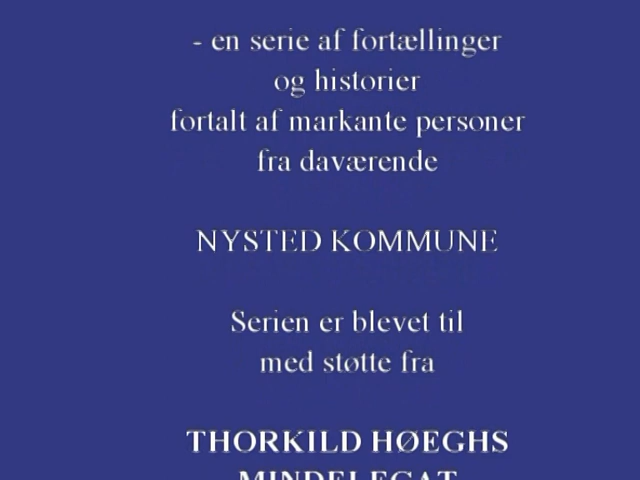 - en serie af fortællinger
og historier
fortalt af markante personer
fra daværende
NYSTED KOMMUNE
Serien er blevet til
med støtte fra
THORKILD HØEGHS
MINDELEGAT